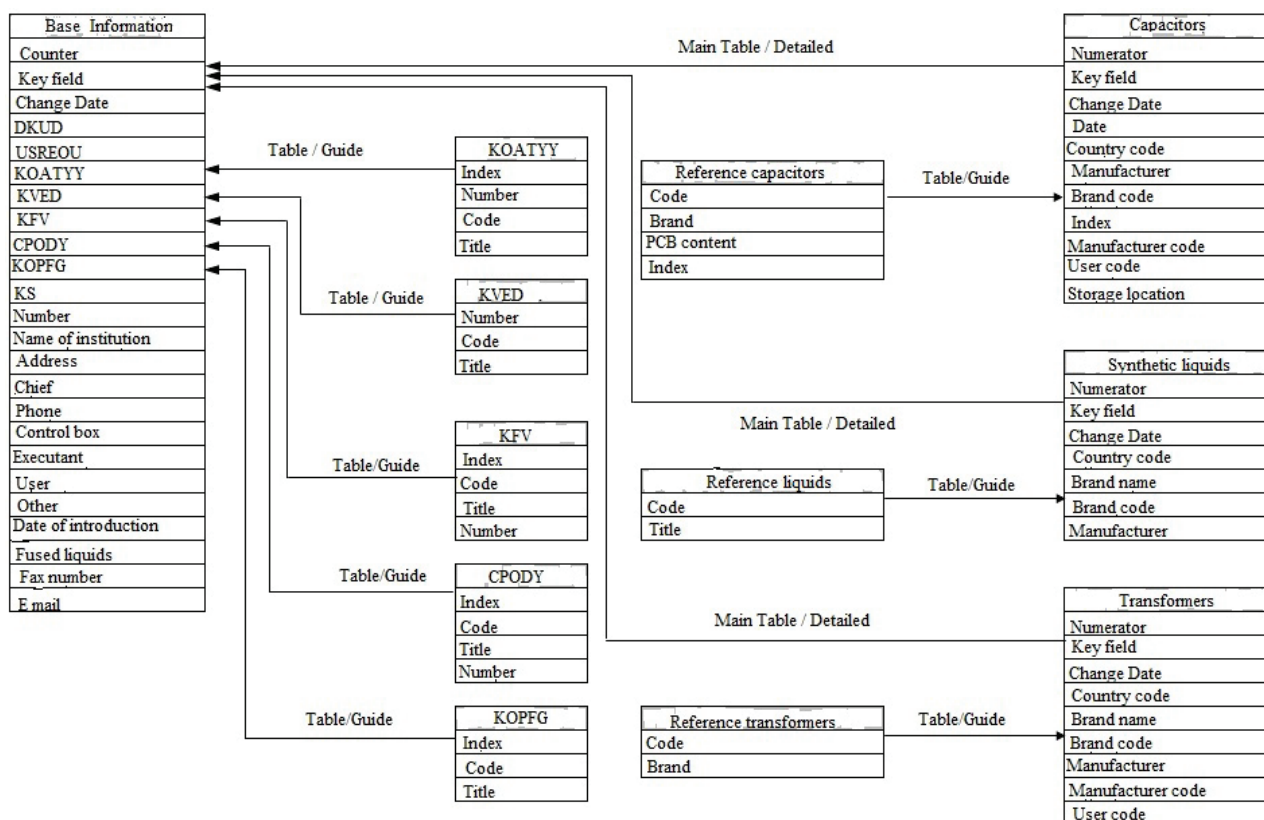 Base Information
Counter
Key field
Change Date
DKUD
USREOU
KOATYY
KVED
KFV
CPODY
KOPFG
KS
Number
Name of institution
Address
Chief
Phone
Control box
Executant
User
Other
Date of introduction
Fused liquids
Fax number
E mail
Table / Guide
KOATYY
Index
Number
Code
Title
Table / Guide
KVED
Number
Code
Title
Table/Guide
KFV
Index
Code
Title
Number
Table/Guide
CPODY
Index
Code
Title
Number
Table/Guide
KOPFG
Index
Code
Title
Main Table / Detailed
Reference capacitors
Code
Brand
PCB content
Index
Table/Guide
Main Table / Detailed
Reference liquids
Code
Title
Table/Guide
Main Table / Detailed
Reference transformers
Code
Brand
Table/Guide
Capacitors
Numerator
Key field
Change Date
Date
Country code
Manufacturer
Brand code
Index
Manufacturer code
User code
Storage location
Synthetic liquids
Numerator
Key field
Change Date
Country code
Brand name
Brand code
Manufacturer
Transformers
Numerator
Key field
Change Date
Country code
Brand name
Brand code
Manufacturer
Manufacturer code
User code